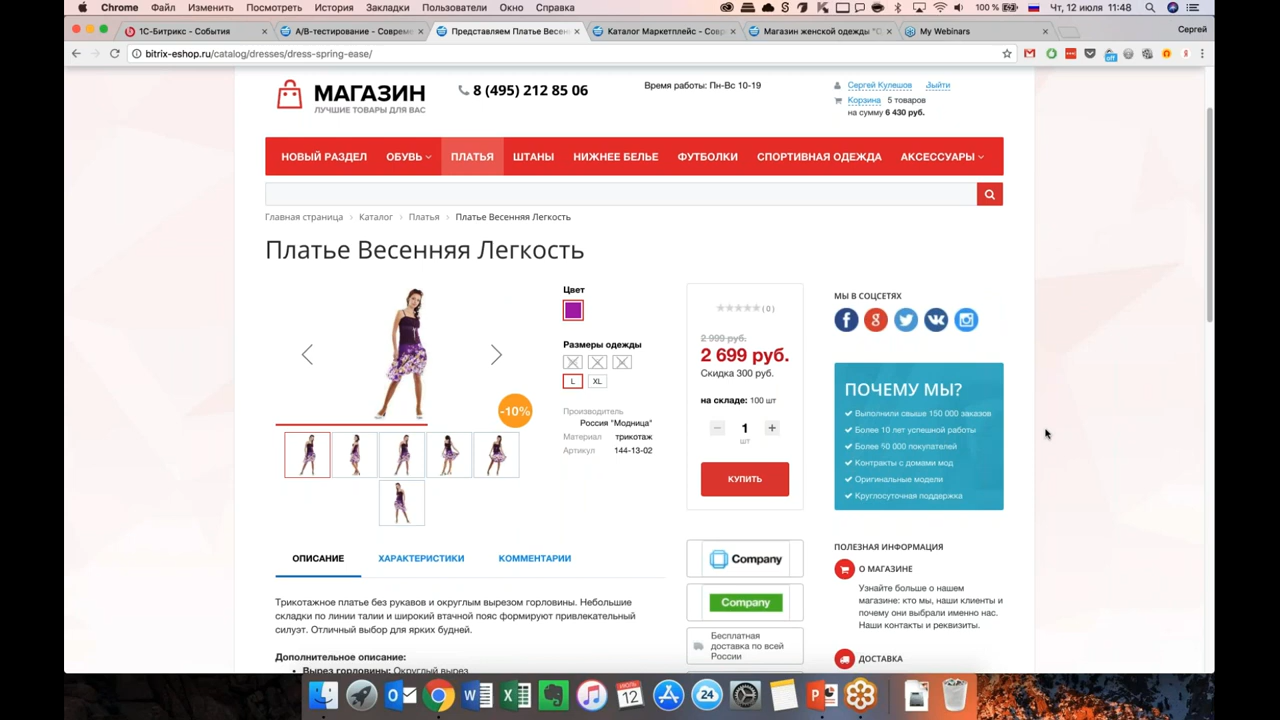 Chrome Файл Изменить Посмотреть История Закладки Пользователи Окно Справка
100 % Чт, 12 июля 11:48
1С-Битрикс - События
A/B-тестирование - Совреме
Представляем Платье Весен
Каталог Маркетплейс - Совр
Магазин женской одежды "С
My Webinars
Сергей
bitrix-eshop.ru/catalog/dresses/dress-spring-ease/
МАГАЗИН
ЛУЧШИЕ ТОВАРЫ ДЛЯ ВАС
8 (495) 212 85 06
Время работы: Пн-Вс 10-19
Сергей Кулешов Выйти
Корзина 5 товаров
на сумму 6 430 руб.
НОВЫЙ РАЗДЕЛ ОБУВЬ ПЛАТЬЯ ШТАНЫ НИЖНЕЕ БЕЛЬЕ ФУТБОЛКИ СПОРТИВНАЯ ОДЕЖДА АКСЕССУАРЫ
Главная страница Каталог Платья Платье Весенняя Легкость
Платье Весенняя Легкость
-10%
Цвет
Размеры одежды
L XL
Производитель
Россия "Модница"
Материал трикотаж
Артикул 144-13-02
( 0 )
2 999 руб.
2 699 руб.
Скидка 300 руб.
на складе: 100 шт
− 1 +
шт
КУПИТЬ
МЫ В СОЦСЕТЯХ
ПОЧЕМУ МЫ?
Выполнили свыше 150 000 заказов
Более 10 лет успешной работы
Более 50 000 покупателей
Контракты с домами мод
Оригинальные модели
Круглосуточная поддержка
ОПИСАНИЕ ХАРАКТЕРИСТИКИ КОММЕНТАРИИ
Трикотажное платье без рукавов и округлым вырезом горловины. Небольшие
складки по линии талии и широкий втачной пояс формируют привлекательный
силуэт. Отличный выбор для ярких будней.
Дополнительное описание:
Вырез горловины: Округлый вырез
Company
Company
Бесплатная
доставка по всей
России
ПОЛЕЗНАЯ ИНФОРМАЦИЯ
О МАГАЗИНЕ
Узнайте больше о нашем
магазине: кто мы, наши клиенты и
почему они выбрали именно нас.
Наши контакты и реквизиты.
ДОСТАВКА
ИЮЛЬ
12
24